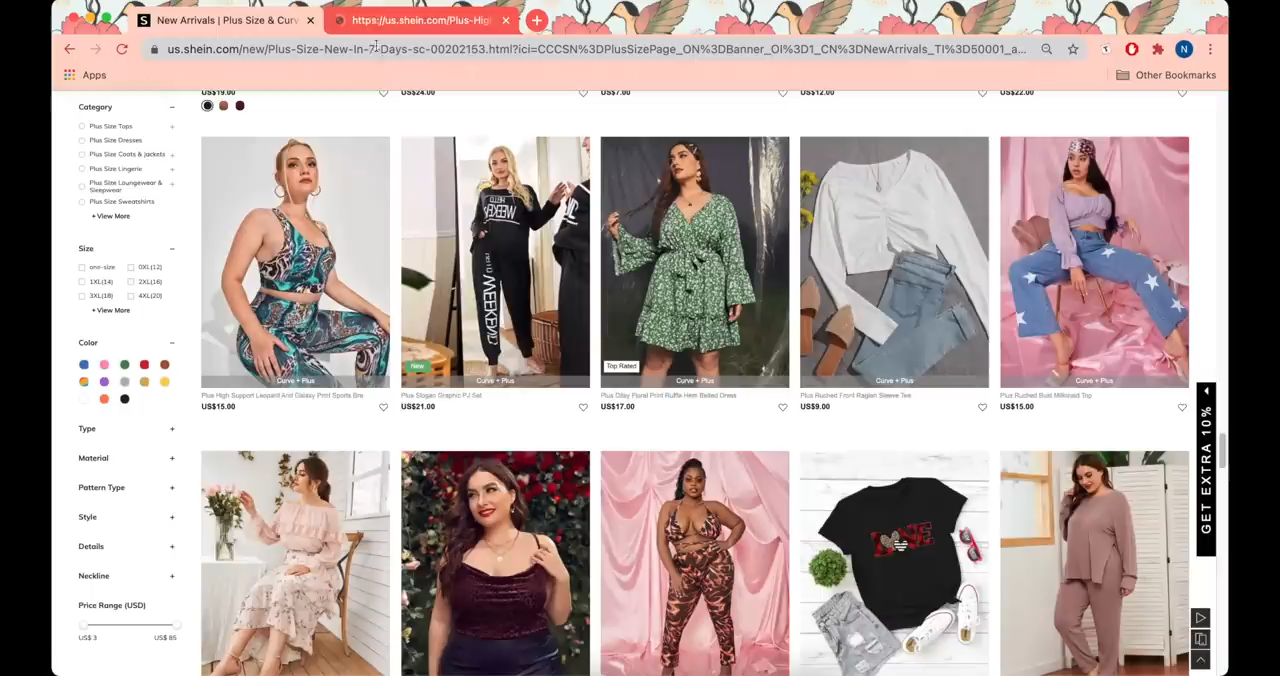 New Arrivals | Plus Size & Curv
https://us.shein.com/Plus-High
us.shein.com/new/Plus-Size-New-In-7-Days-sc-00202153.html?ici=CCCSN%3DPlusSizePage_ON%3DBanner_OI%3D1_CN%3DNewArrivals_TI%3D50001_a...
N
Apps
Other Bookmarks
US$19.00
US$24.00
US$7.00
US$12.00
US$22.00
Category
Plus Size Tops
Plus Size Dresses
Plus Size Coats & Jackets
Plus Size Lingerie
Plus Size Loungewear &
Sleepwear
Plus Size Sweatshirts
+ View More
Size
one-size
0XL(12)
1XL(14)
2XL(16)
3XL(18)
4XL(20)
+ View More
Color
Type
Material
Pattern Type
Style
Details
Neckline
Price Range (USD)
US$ 3
US$ 85
HELLO
WEEKEND
WEEKEND
New
Top Rated
Curve + Plus
Curve + Plus
Curve + Plus
Curve + Plus
Curve + Plus
Plus High Support Leopard And Galaxy Print Sports Bra
Plus Slogan Graphic PJ Set
Plus Ditsy Floral Print Ruffle Hem Belted Dress
Plus Ruched Front Raglan Sleeve Tee
Plus Ruched Bust Milkmaid Top
US$15.00
US$21.00
US$17.00
US$9.00
US$15.00
GET EXTRA 10%